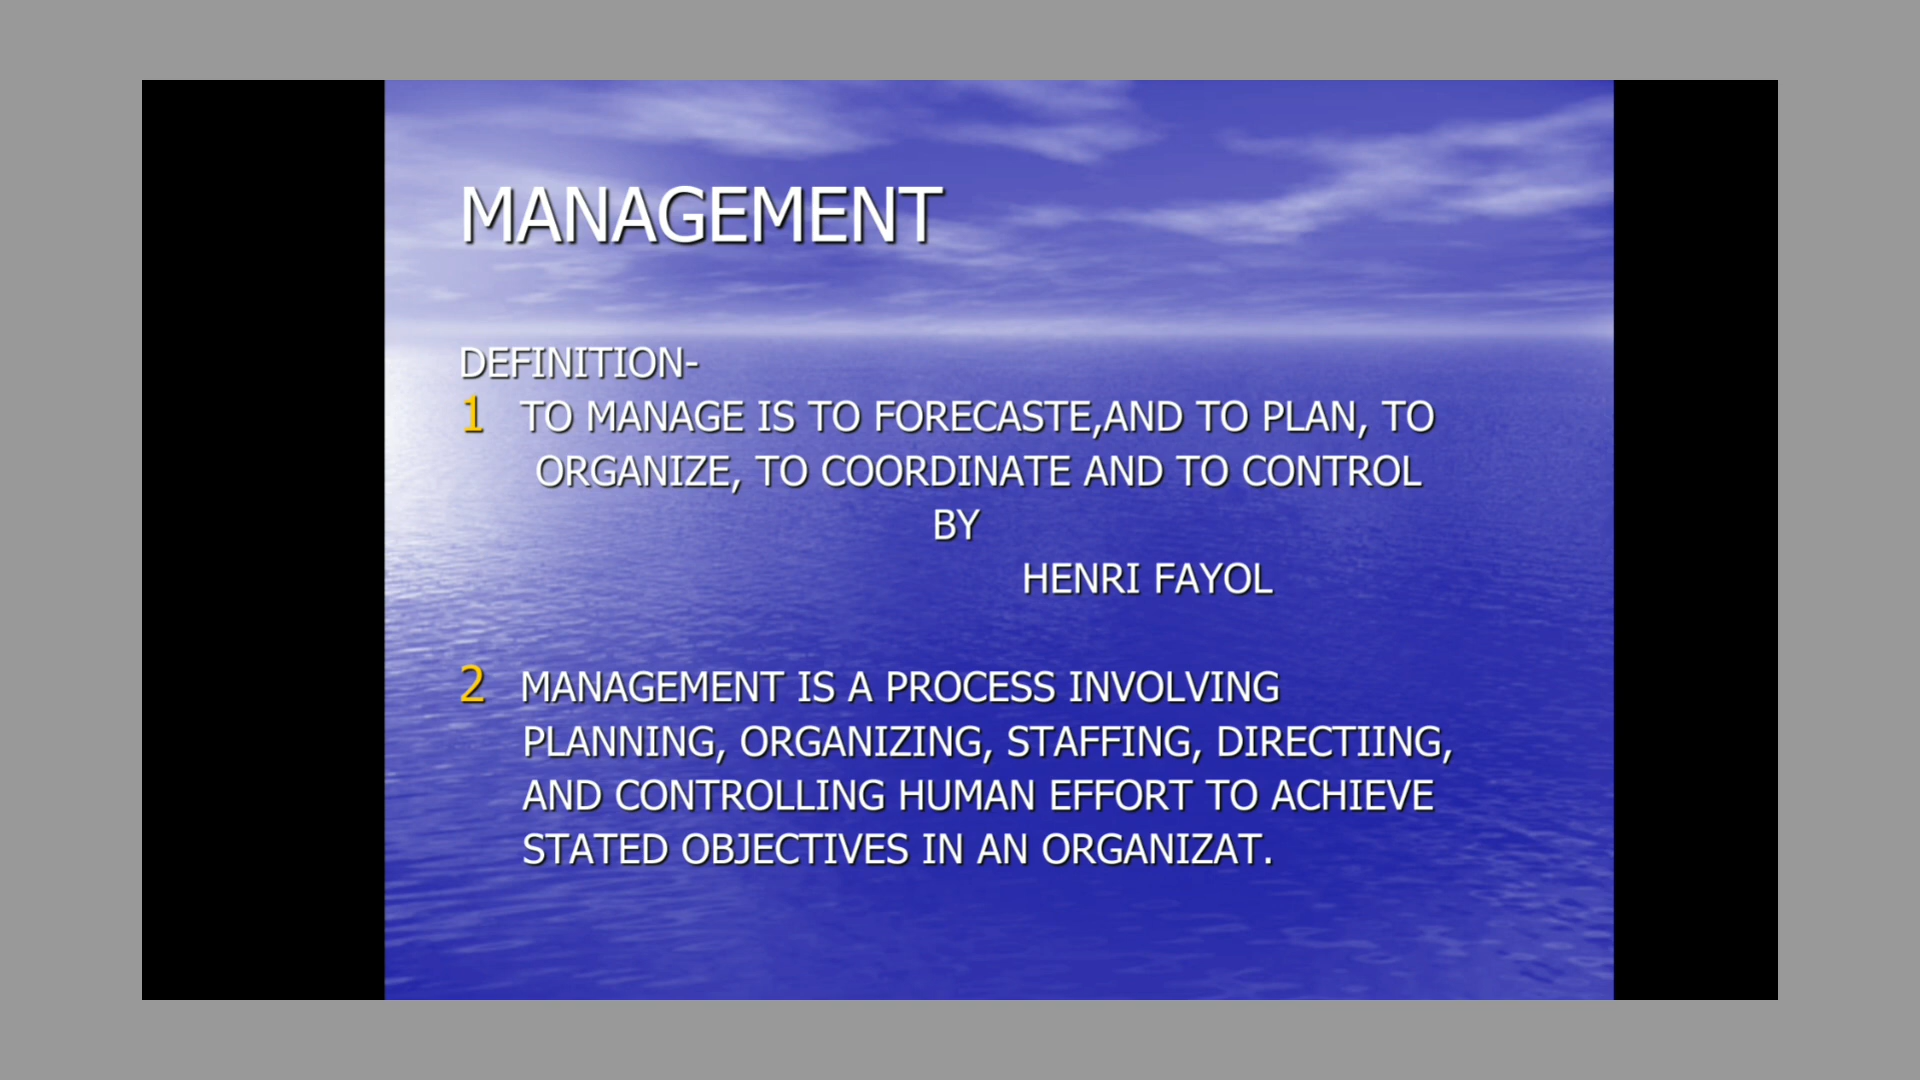 MANAGEMENT
DEFINITION-
1 TO MANAGE IS TO FORECASTE,AND TO PLAN, TO
ORGANIZE, TO COORDINATE AND TO CONTROL
BY
HENRI FAYOL
2 MANAGEMENT IS A PROCESS INVOLVING
PLANNING, ORGANIZING, STAFFING, DIRECTIING,
AND CONTROLLING HUMAN EFFORT TO ACHIEVE
STATED OBJECTIVES IN AN ORGANIZAT.